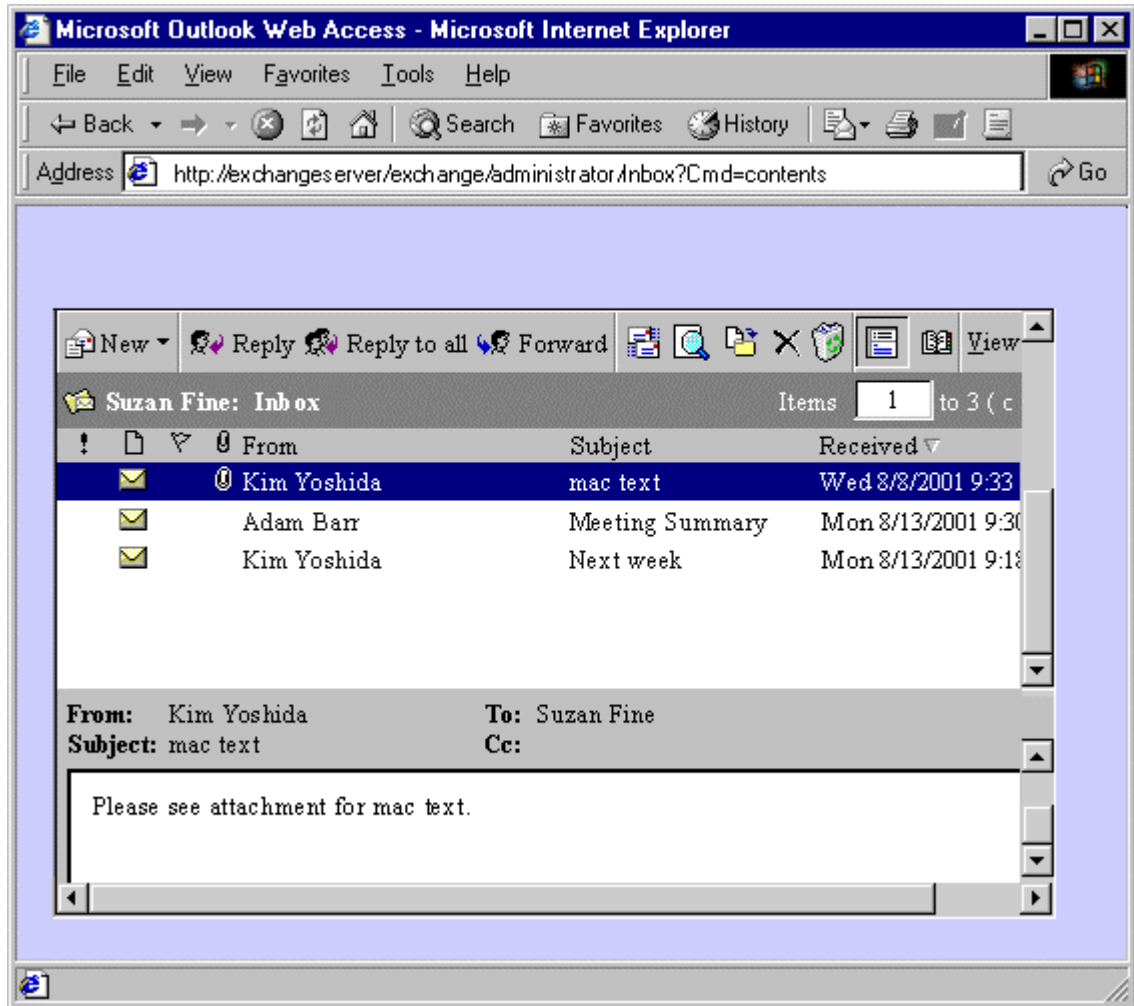 Microsoft Outlook Web Access - Microsoft Internet Explorer
File Edit View Favorites Tools Help
Back Search Favorites History
Address http://exchangeserver/exchange/administrator/Inbox?Cmd=contents Go
New Reply Reply to all Forward View
Suzan Fine: Inbox Items 1 to 3 ( c
! From Subject Received
Kim Yoshida mac text Wed 8/8/2001 9:33
Adam Barr Meeting Summary Mon 8/13/2001 9:30
Kim Yoshida Next week Mon 8/13/2001 9:18
From: Kim Yoshida To: Suzan Fine
Subject: mac text Cc:
Please see attachment for mac text.